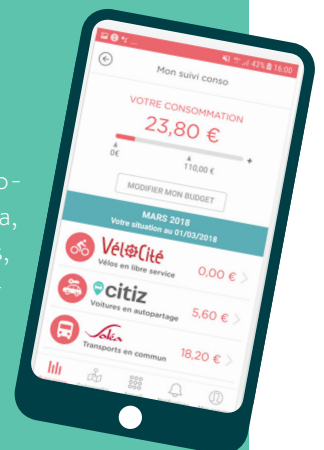 43% 16:00
Mon suivi conso
VOTRE CONSOMMATION
23,80 €
0€
110,00 €
+
MODIFIER MON BUDGET
MARS 2018
Votre situation au 01/03/2018
VéloCité
Vélos en libre service
0,00 €
citiz
Voitures en autopartage
5,60 €
Soléa
Transports en commun
18,20 €
o-
a,
s,